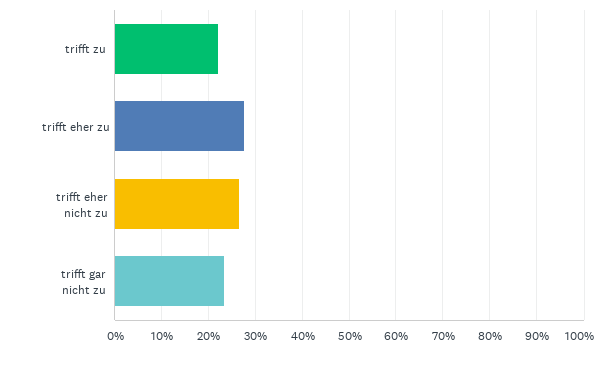 trifft zu
trifft eher zu
trifft eher
nicht zu
trifft gar
nicht zu
0% 10% 20% 30% 40% 50% 60% 70% 80% 90% 100%